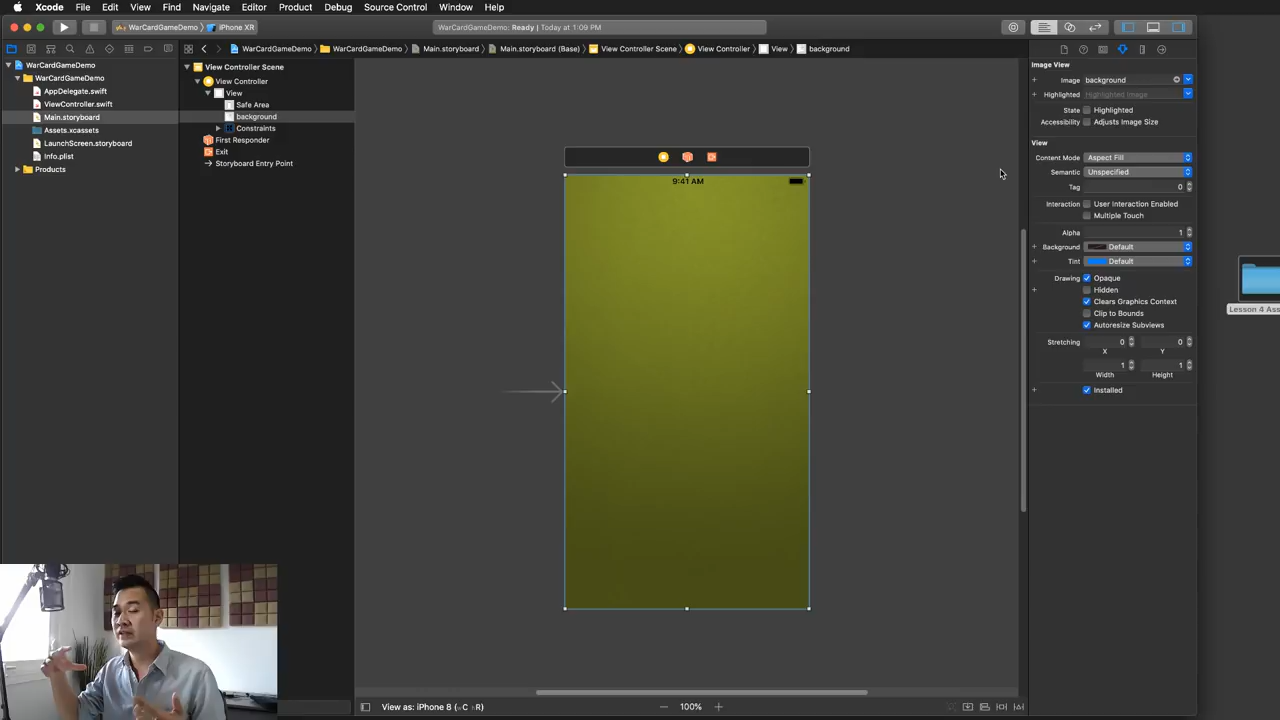 Xcode File Edit View Find Navigate Editor Product Debug Source Control Window Help
WarCardGameDemo iPhone XR
WarCardGameDemo: Ready | Today at 1:09 PM
WarCardGameDemo WarCardGameDemo Main.storyboard Main.storyboard (Base) View Controller Scene View Controller View background
WarCardGameDemo
WarCardGameDemo
AppDelegate.swift
ViewController.swift
Main.storyboard
Assets.xcassets
LaunchScreen.storyboard
Info.plist
Products
View Controller Scene
View Controller
View
Safe Area
background
Constraints
First Responder
Exit
Storyboard Entry Point
9:41 AM
Image View
Image background
Highlighted Highlighted Image
State Highlighted
Accessibility Adjusts Image Size
View
Content Mode Aspect Fill
Semantic Unspecified
Tag 0
Interaction User Interaction Enabled
Multiple Touch
Alpha 1
Background Default
Tint Default
Drawing Opaque
Hidden
Clears Graphics Context
Clip to Bounds
Autoresize Subviews
Stretching 0 0
X Y
1 1
Width Height
Installed
Lesson 4 Ass
View as: iPhone 8 (wC hR)
100%